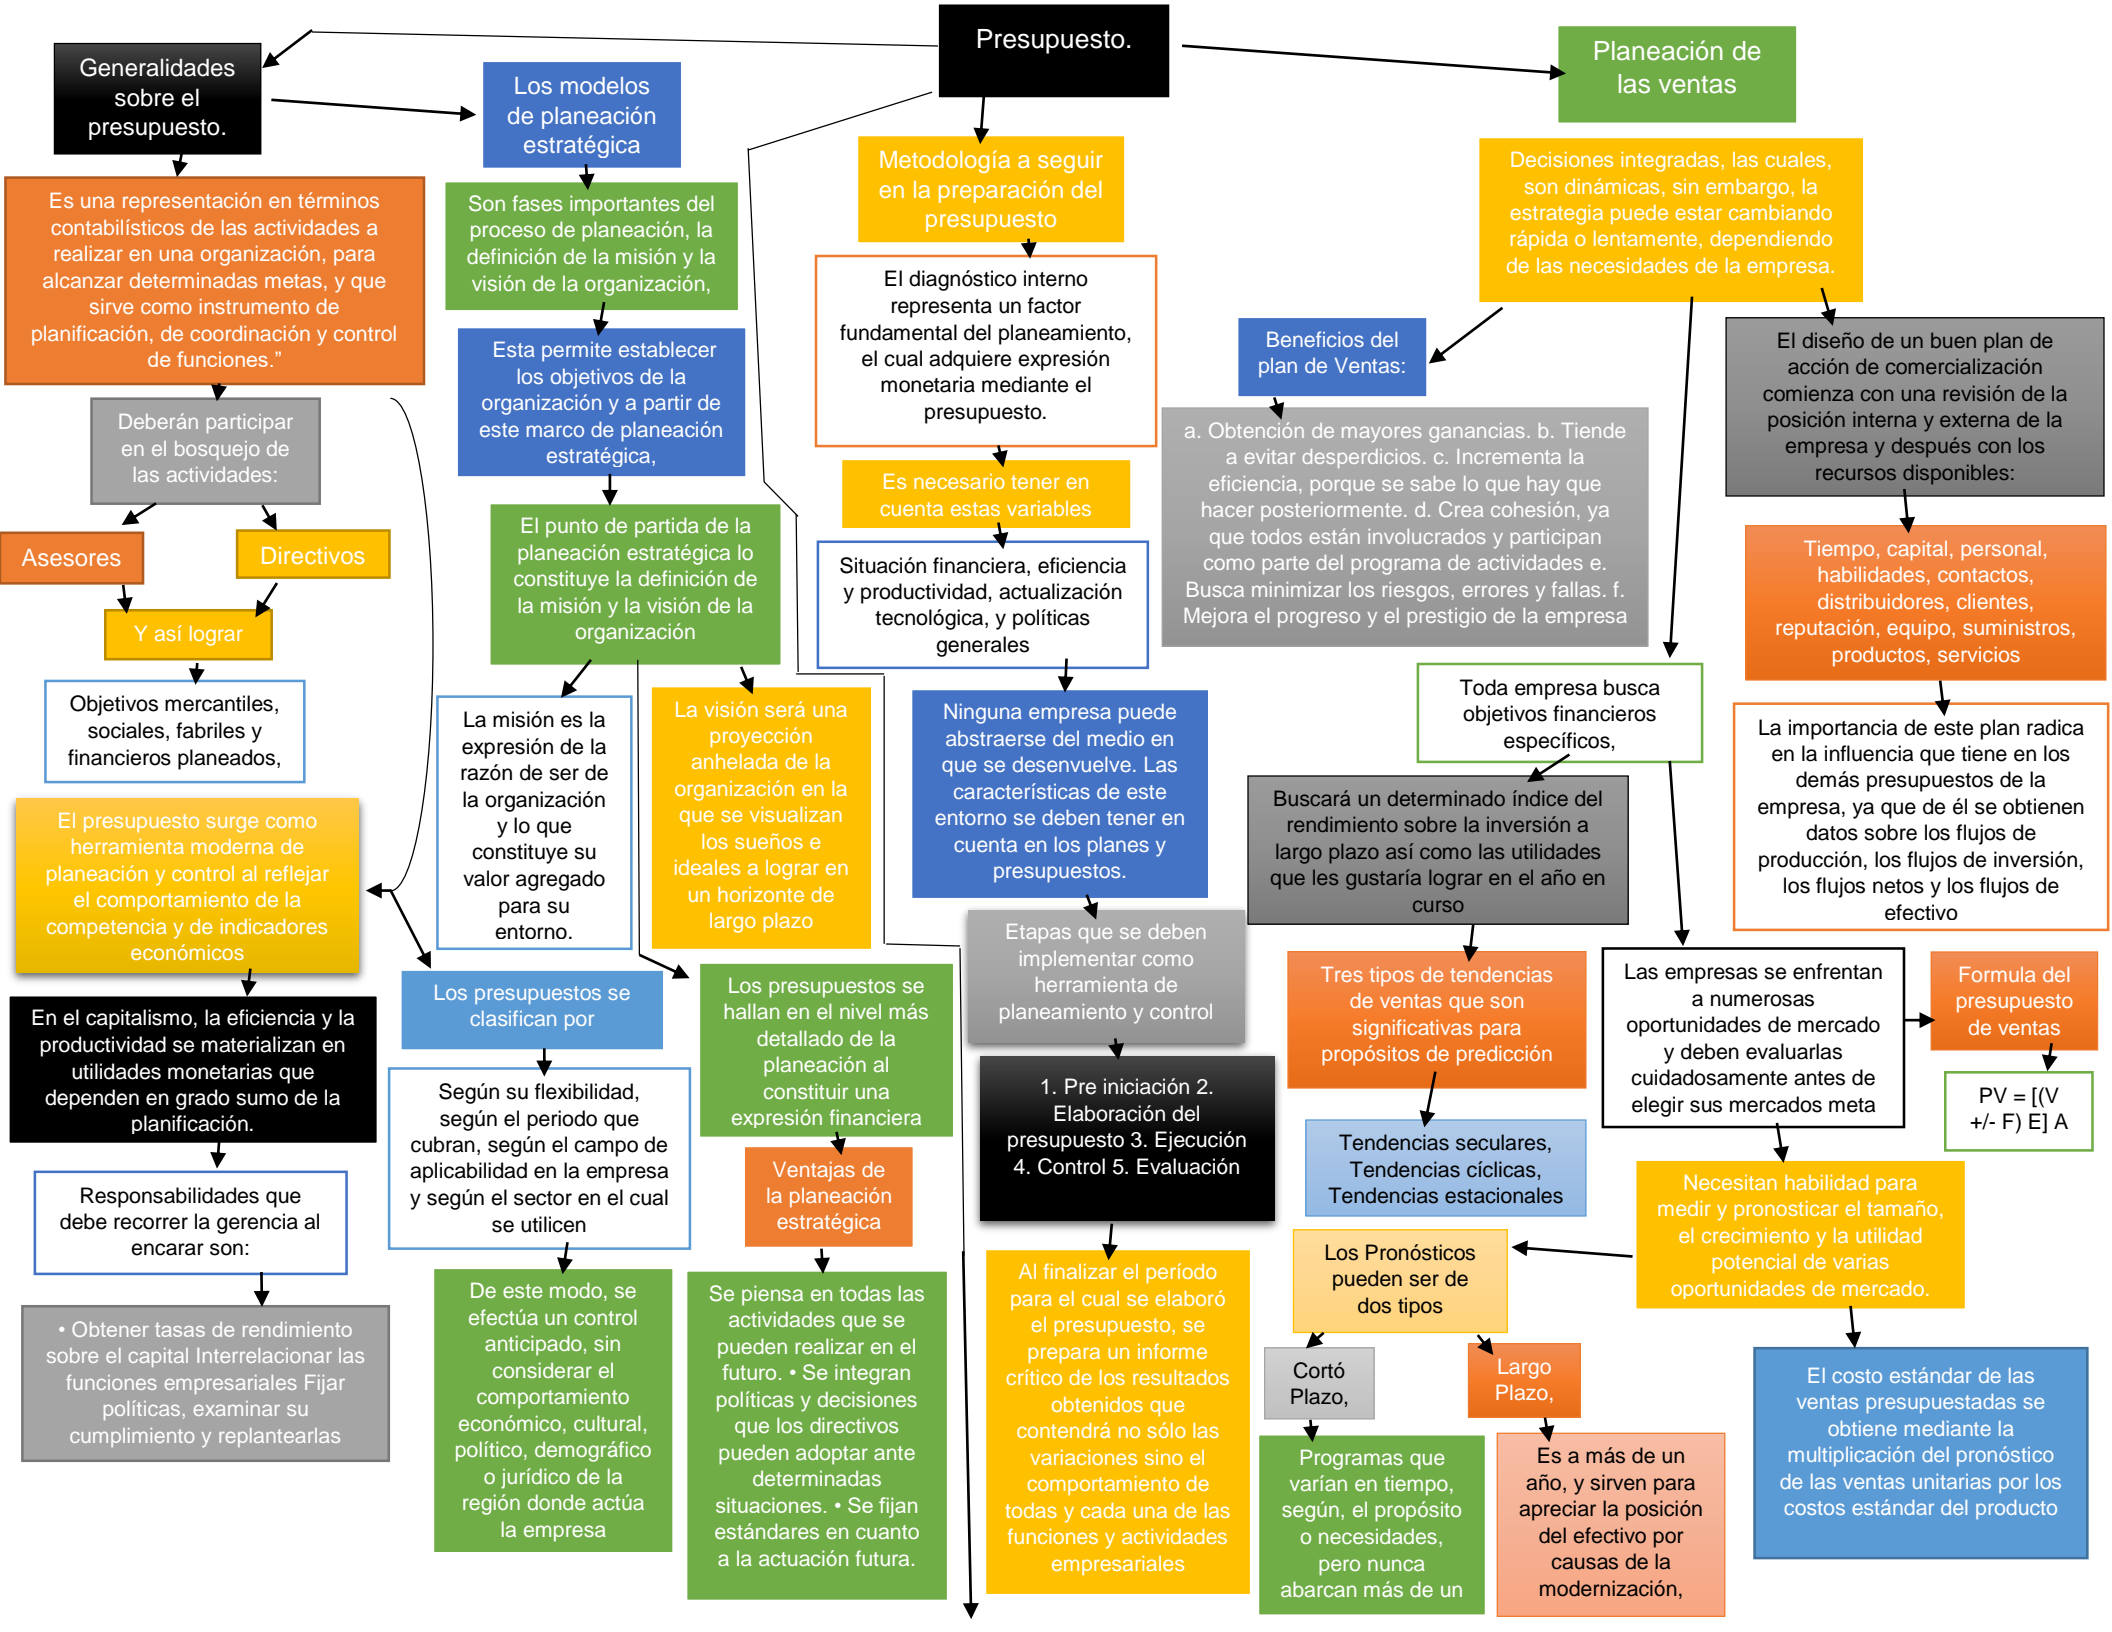 Presupuesto.
Generalidades
sobre el
presupuesto.
Es una representación en términos
contabilísticos de las actividades a
realizar en una organización, para
alcanzar determinadas metas, y que
sirve como instrumento de
planificación, de coordinación y control
de funciones.”
Deberán participar
en el bosquejo de
las actividades:
Asesores
Directivos
Y así lograr
Objetivos mercantiles,
sociales, fabriles y
financieros planeados,
El presupuesto surge como
herramienta moderna de
planeación y control al reflejar
el comportamiento de la
competencia y de indicadores
económicos
En el capitalismo, la eficiencia y la
productividad se materializan en
utilidades monetarias que
dependen en grado sumo de la
planificación.
Responsabilidades que
debe recorrer la gerencia al
encarar son:
• Obtener tasas de rendimiento
sobre el capital Interrelacionar las
funciones empresariales Fijar
políticas, examinar su
cumplimiento y replantearlas
Los modelos
de planeación
estratégica
Son fases importantes del
proceso de planeación, la
definición de la misión y la
visión de la organización,
Esta permite establecer
los objetivos de la
organización y a partir de
este marco de planeación
estratégica,
El punto de partida de la
planeación estratégica lo
constituye la definición de
la misión y la visión de la
organización
La misión es la
expresión de la
razón de ser de
la organización
y lo que
constituye su
valor agregado
para su
entorno.
La visión será una
proyección
anhelada de la
organización en la
que se visualizan
los sueños e
ideales a lograr en
un horizonte de
largo plazo
Los presupuestos se
clasifican por
Según su flexibilidad,
según el periodo que
cubran, según el campo de
aplicabilidad en la empresa
y según el sector en el cual
se utilicen
De este modo, se
efectúa un control
anticipado, sin
considerar el
comportamiento
económico, cultural,
político, demográfico
o jurídico de la
región donde actúa
la empresa
Los presupuestos se
hallan en el nivel más
detallado de la
planeación al
constituir una
expresión financiera
Ventajas de
la planeación
estratégica
Se piensa en todas las
actividades que se
pueden realizar en el
futuro. • Se integran
políticas y decisiones
que los directivos
pueden adoptar ante
determinadas
situaciones. • Se fijan
estándares en cuanto
a la actuación futura.
Metodología a seguir
en la preparación del
presupuesto
El diagnóstico interno
representa un factor
fundamental del planeamiento,
el cual adquiere expresión
monetaria mediante el
presupuesto.
Es necesario tener en
cuenta estas variables
Situación financiera, eficiencia
y productividad, actualización
tecnológica, y políticas
generales
Ninguna empresa puede
abstraerse del medio en
que se desenvuelve. Las
características de este
entorno se deben tener en
cuenta en los planes y
presupuestos.
Etapas que se deben
implementar como
herramienta de
planeamiento y control
1. Pre iniciación 2.
Elaboración del
presupuesto 3. Ejecución
4. Control 5. Evaluación
Al finalizar el período
para el cual se elaboró
el presupuesto, se
prepara un informe
crítico de los resultados
obtenidos que
contendrá no sólo las
variaciones sino el
comportamiento de
todas y cada una de las
funciones y actividades
empresariales
Planeación de
las ventas
Decisiones integradas, las cuales,
son dinámicas, sin embargo, la
estrategia puede estar cambiando
rápida o lentamente, dependiendo
de las necesidades de la empresa.
Beneficios del
plan de Ventas:
a. Obtención de mayores ganancias. b. Tiende
a evitar desperdicios. c. Incrementa la
eficiencia, porque se sabe lo que hay que
hacer posteriormente. d. Crea cohesión, ya
que todos están involucrados y participan
como parte del programa de actividades e.
Busca minimizar los riesgos, errores y fallas. f.
Mejora el progreso y el prestigio de la empresa
El diseño de un buen plan de
acción de comercialización
comienza con una revisión de la
posición interna y externa de la
empresa y después con los
recursos disponibles:
Tiempo, capital, personal,
habilidades, contactos,
distribuidores, clientes,
reputación, equipo, suministros,
productos, servicios
La importancia de este plan radica
en la influencia que tiene en los
demás presupuestos de la
empresa, ya que de él se obtienen
datos sobre los flujos de
producción, los flujos de inversión,
los flujos netos y los flujos de
efectivo
Toda empresa busca
objetivos financieros
específicos,
Buscará un determinado índice del
rendimiento sobre la inversión a
largo plazo así como las utilidades
que les gustaría lograr en el año en
curso
Tres tipos de tendencias
de ventas que son
significativas para
propósitos de predicción
Tendencias seculares,
Tendencias cíclicas,
Tendencias estacionales
Las empresas se enfrentan
a numerosas
oportunidades de mercado
y deben evaluarlas
cuidadosamente antes de
elegir sus mercados meta
Formula del
presupuesto
de ventas
PV = [(V
+/- F) E] A
Necesitan habilidad para
medir y pronosticar el tamaño,
el crecimiento y la utilidad
potencial de varias
oportunidades de mercado.
Los Pronósticos
pueden ser de
dos tipos
Cortó
Plazo,
Largo
Plazo,
Programas que
varían en tiempo,
según, el propósito
o necesidades,
pero nunca
abarcan más de un
Es a más de un
año, y sirven para
apreciar la posición
del efectivo por
causas de la
modernización,
El costo estándar de las
ventas presupuestadas se
obtiene mediante la
multiplicación del pronóstico
de las ventas unitarias por los
costos estándar del producto